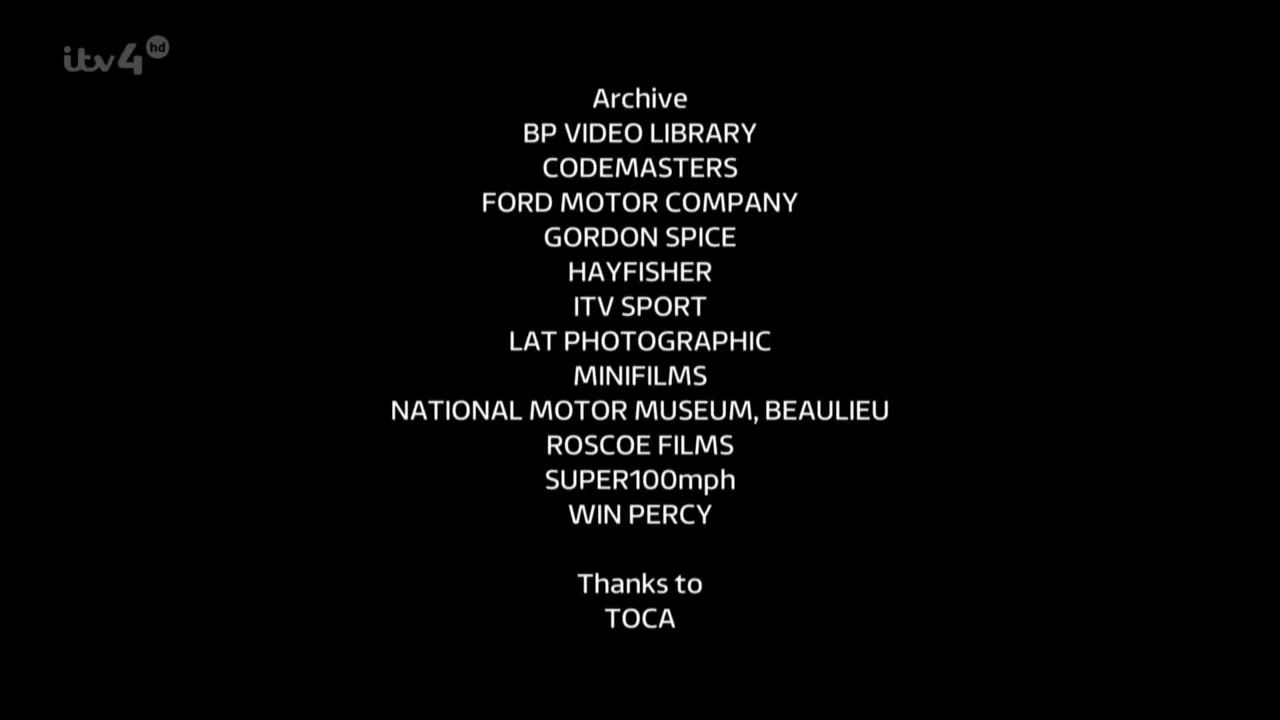 itv4 hd
Archive
BP VIDEO LIBRARY
CODEMASTERS
FORD MOTOR COMPANY
GORDON SPICE
HAYFISHER
ITV SPORT
LAT PHOTOGRAPHIC
MINIFILMS
NATIONAL MOTOR MUSEUM, BEAULIEU
ROSCOE FILMS
SUPER100mph
WIN PERCY
Thanks to
TOCA